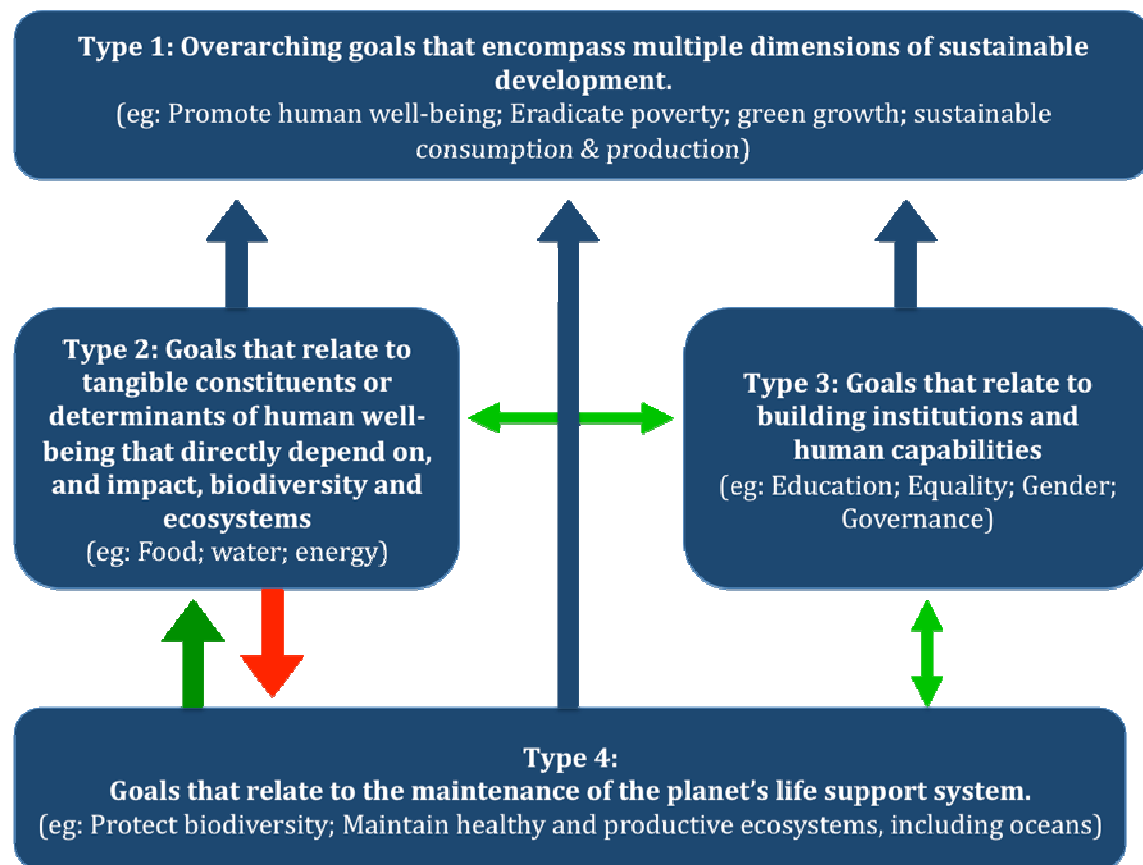 Type 1: Overarching goals that encompass multiple dimensions of sustainable
development.
(eg: Promote human well-being; Eradicate poverty; green growth; sustainable
consumption & production)
Type 2: Goals that relate to
tangible constituents or
determinants of human well-
being that directly depend on,
and impact, biodiversity and
ecosystems
(eg: Food; water; energy)
Type 3: Goals that relate to
building institutions and
human capabilities
(eg: Education; Equality; Gender;
Governance)
Type 4:
Goals that relate to the maintenance of the planet’s life support system.
(eg: Protect biodiversity; Maintain healthy and productive ecosystems, including oceans)